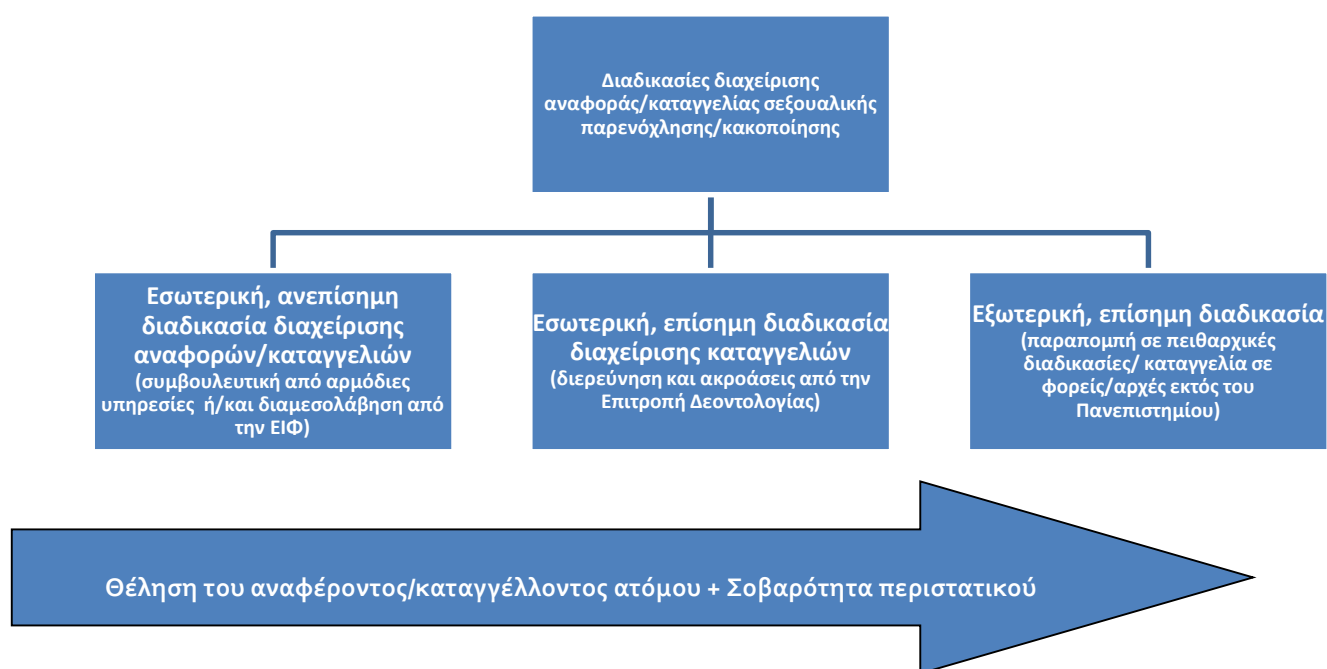 Διαδικασίες διαχείρισης
αναφοράς/καταγγελίας σεξουαλικής
παρενόχλησης/κακοποίησης
Εσωτερική, ανεπίσημη
διαδικασία διαχείρισης
αναφορών/καταγγελιών
(συμβουλευτική από αρμόδιες
υπηρεσίες ή/και διαμεσολάβηση από
την ΕΙΦ)
Εσωτερική, επίσημη διαδικασία
διαχείρισης καταγγελιών
(διερεύνηση και ακροάσεις από την
Επιτροπή Δεοντολογίας)
Εξωτερική, επίσημη διαδικασία
(παραπομπή σε πειθαρχικές
διαδικασίες/ καταγγελία σε
φορείς/αρχές εκτός του
Πανεπιστημίου)
Θέληση του αναφέροντος/καταγγέλλοντος ατόμου + Σοβαρότητα περιστατικού